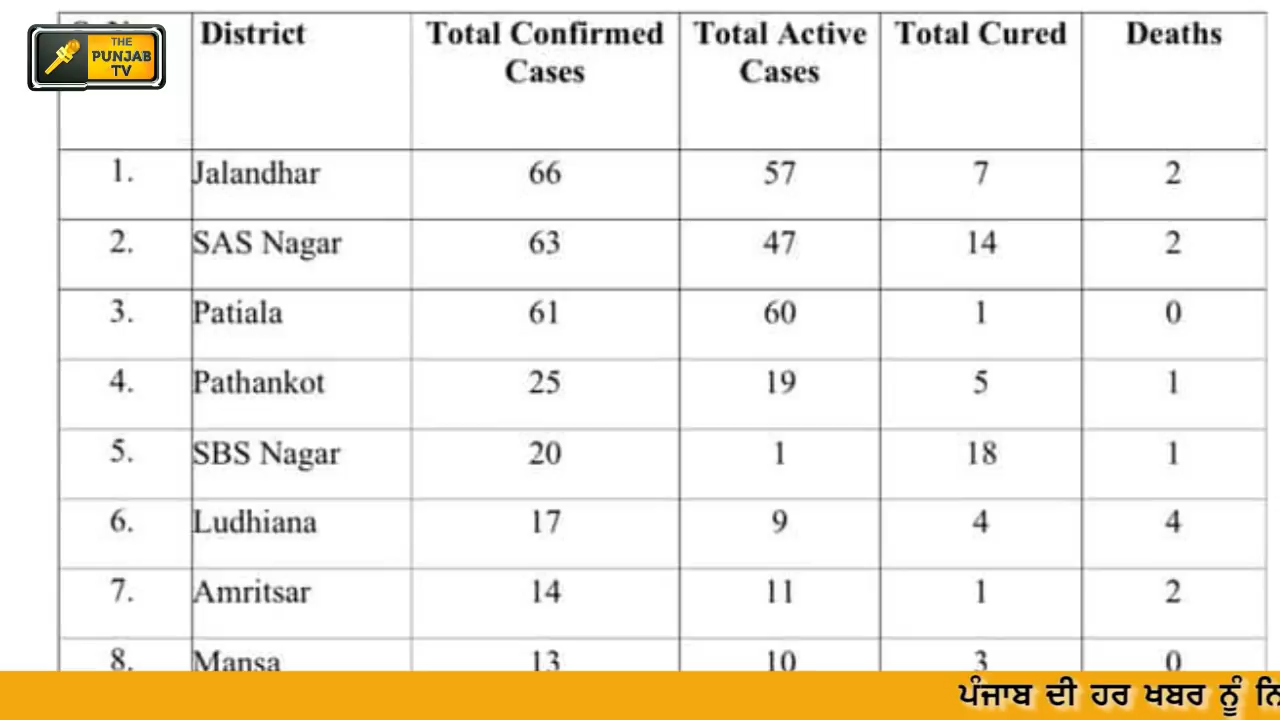 THE
PUNJAB
TV
District Total Confirmed Cases Total Active Cases Total Cured Deaths
1. Jalandhar 66 57 7 2
2. SAS Nagar 63 47 14 2
3. Patiala 61 60 1 0
4. Pathankot 25 19 5 1
5. SBS Nagar 20 1 18 1
6. Ludhiana 17 9 4 4
7. Amritsar 14 11 1 2
8. Mansa 13 10 3 0
ਪੰਜਾਬ ਦੀ ਹਰ ਖਬਰ ਨੂੰ